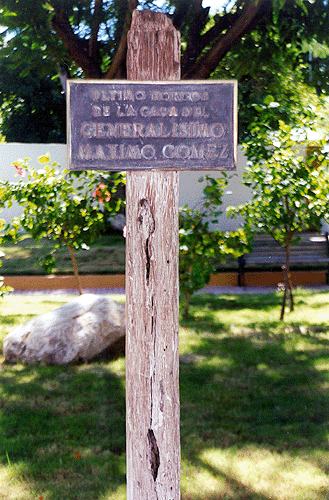 ULTIMO HORCON
DE LA CASA DEL
GENERALISIMO
MAXIMO GOMEZ